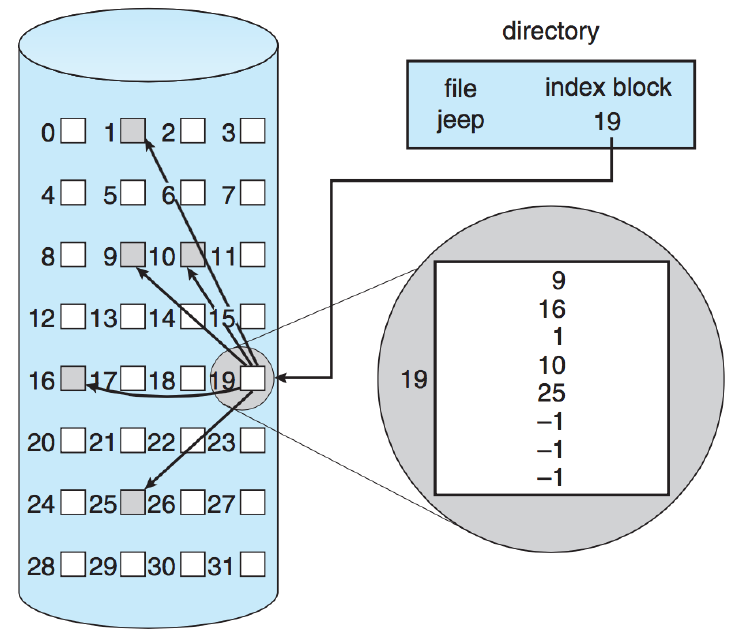 directory
file index block
jeep 19
0 1 2 3
4 5 6 7
8 9 10 11
12 13 14 15
16 17 18 19
20 21 22 23
24 25 26 27
28 29 30 31
19
9
16
1
10
25
–1
–1
–1